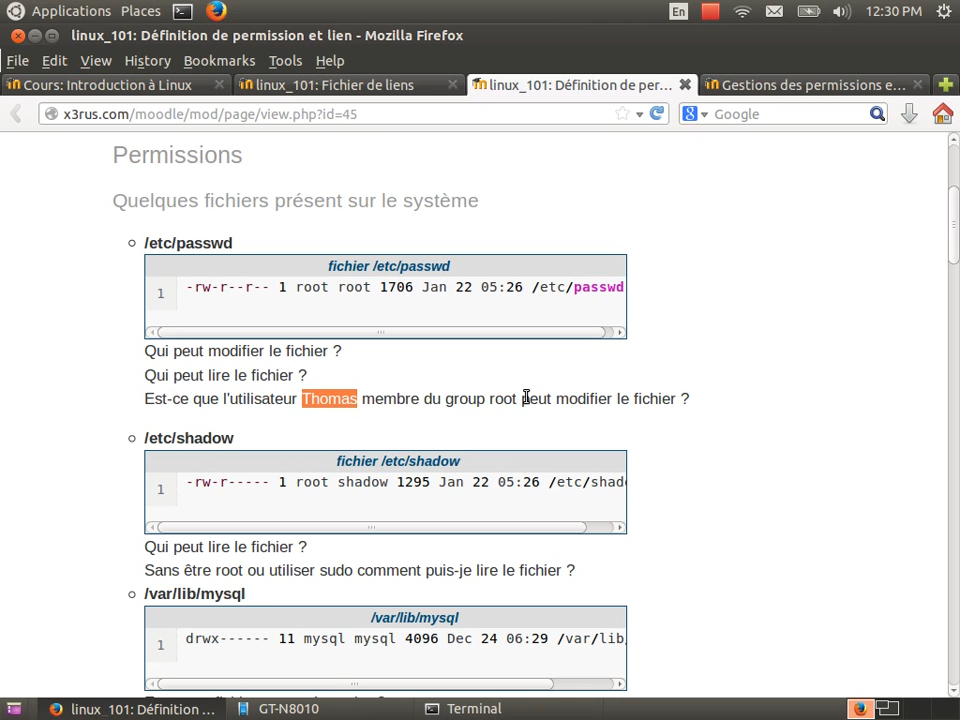 Applications Places En 12:30 PM
linux_101: Définition de permission et lien - Mozilla Firefox
File Edit View History Bookmarks Tools Help
Cours: Introduction à Linux linux_101: Fichier de liens linux_101: Définition de per... Gestions des permissions e...
x3rus.com/moodle/mod/page/view.php?id=45 Google
Permissions
Quelques fichiers présent sur le système
/etc/passwd
fichier /etc/passwd
1 -rw-r--r-- 1 root root 1706 Jan 22 05:26 /etc/passwd
Qui peut modifier le fichier ?
Qui peut lire le fichier ?
Est-ce que l'utilisateur Thomas membre du group root peut modifier le fichier ?
/etc/shadow
fichier /etc/shadow
1 -rw-r----- 1 root shadow 1295 Jan 22 05:26 /etc/shado
Qui peut lire le fichier ?
Sans être root ou utiliser sudo comment puis-je lire le fichier ?
/var/lib/mysql
/var/lib/mysql
1 drwx------ 11 mysql mysql 4096 Dec 24 06:29 /var/lib/
linux_101: Définition ... GT-N8010 Terminal